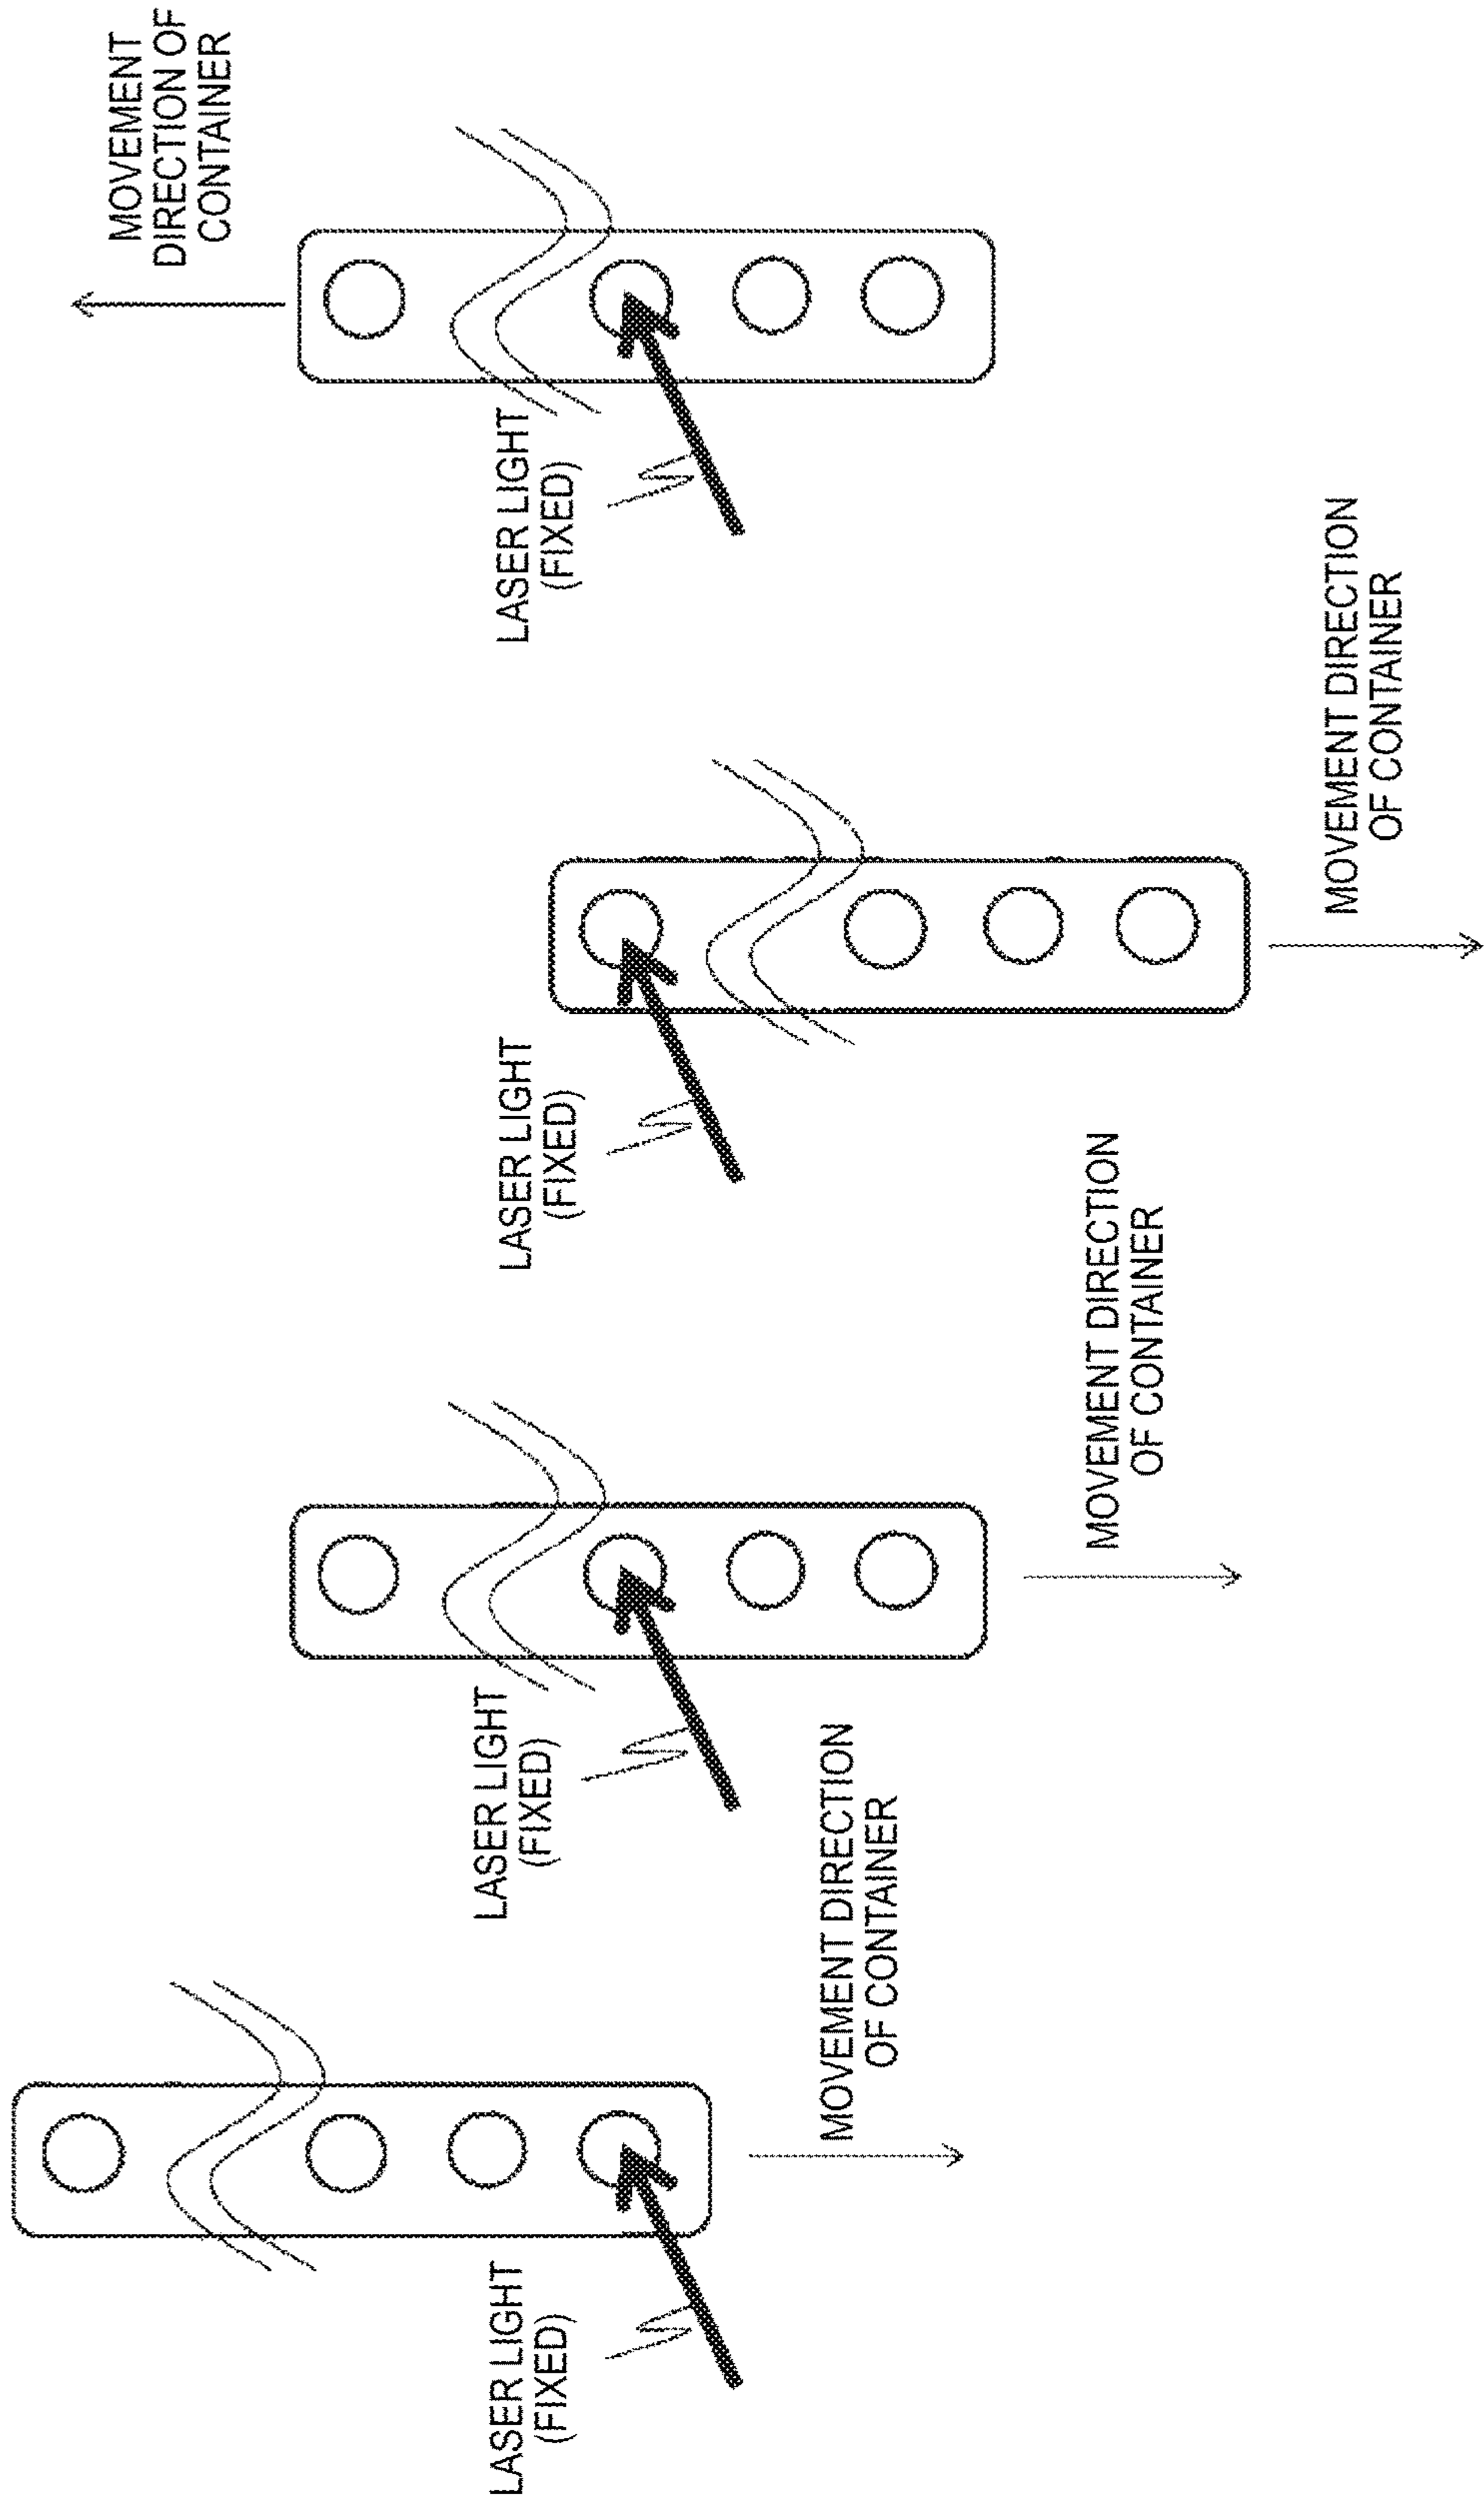 LASER LIGHT
(FIXED)
MOVEMENT DIRECTION
OF CONTAINER
LASER LIGHT
(FIXED)
MOVEMENT DIRECTION
OF CONTAINER
LASER LIGHT
(FIXED)
MOVEMENT DIRECTION
OF CONTAINER
LASER LIGHT
(FIXED)
MOVEMENT
DIRECTION OF
CONTAINER